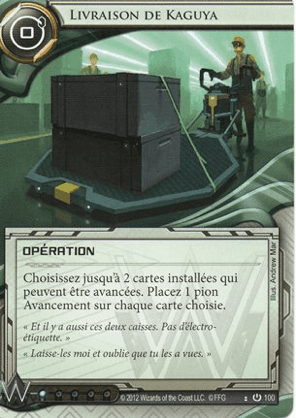 0
LIVRAISON DE KAGUYA
OPÉRATION
Choisissez jusqu'à 2 cartes installées qui
peuvent être avancées. Placez 1 pion
Avancement sur chaque carte choisie.
« Et il y a aussi ces deux caisses. Pas d'électro-
étiquette. »
« Laisse-les moi et oublie que tu les a vues. »
Illus. Andrew Mar
© 2012 Wizards of the Coast LLC. © FFG
2 100